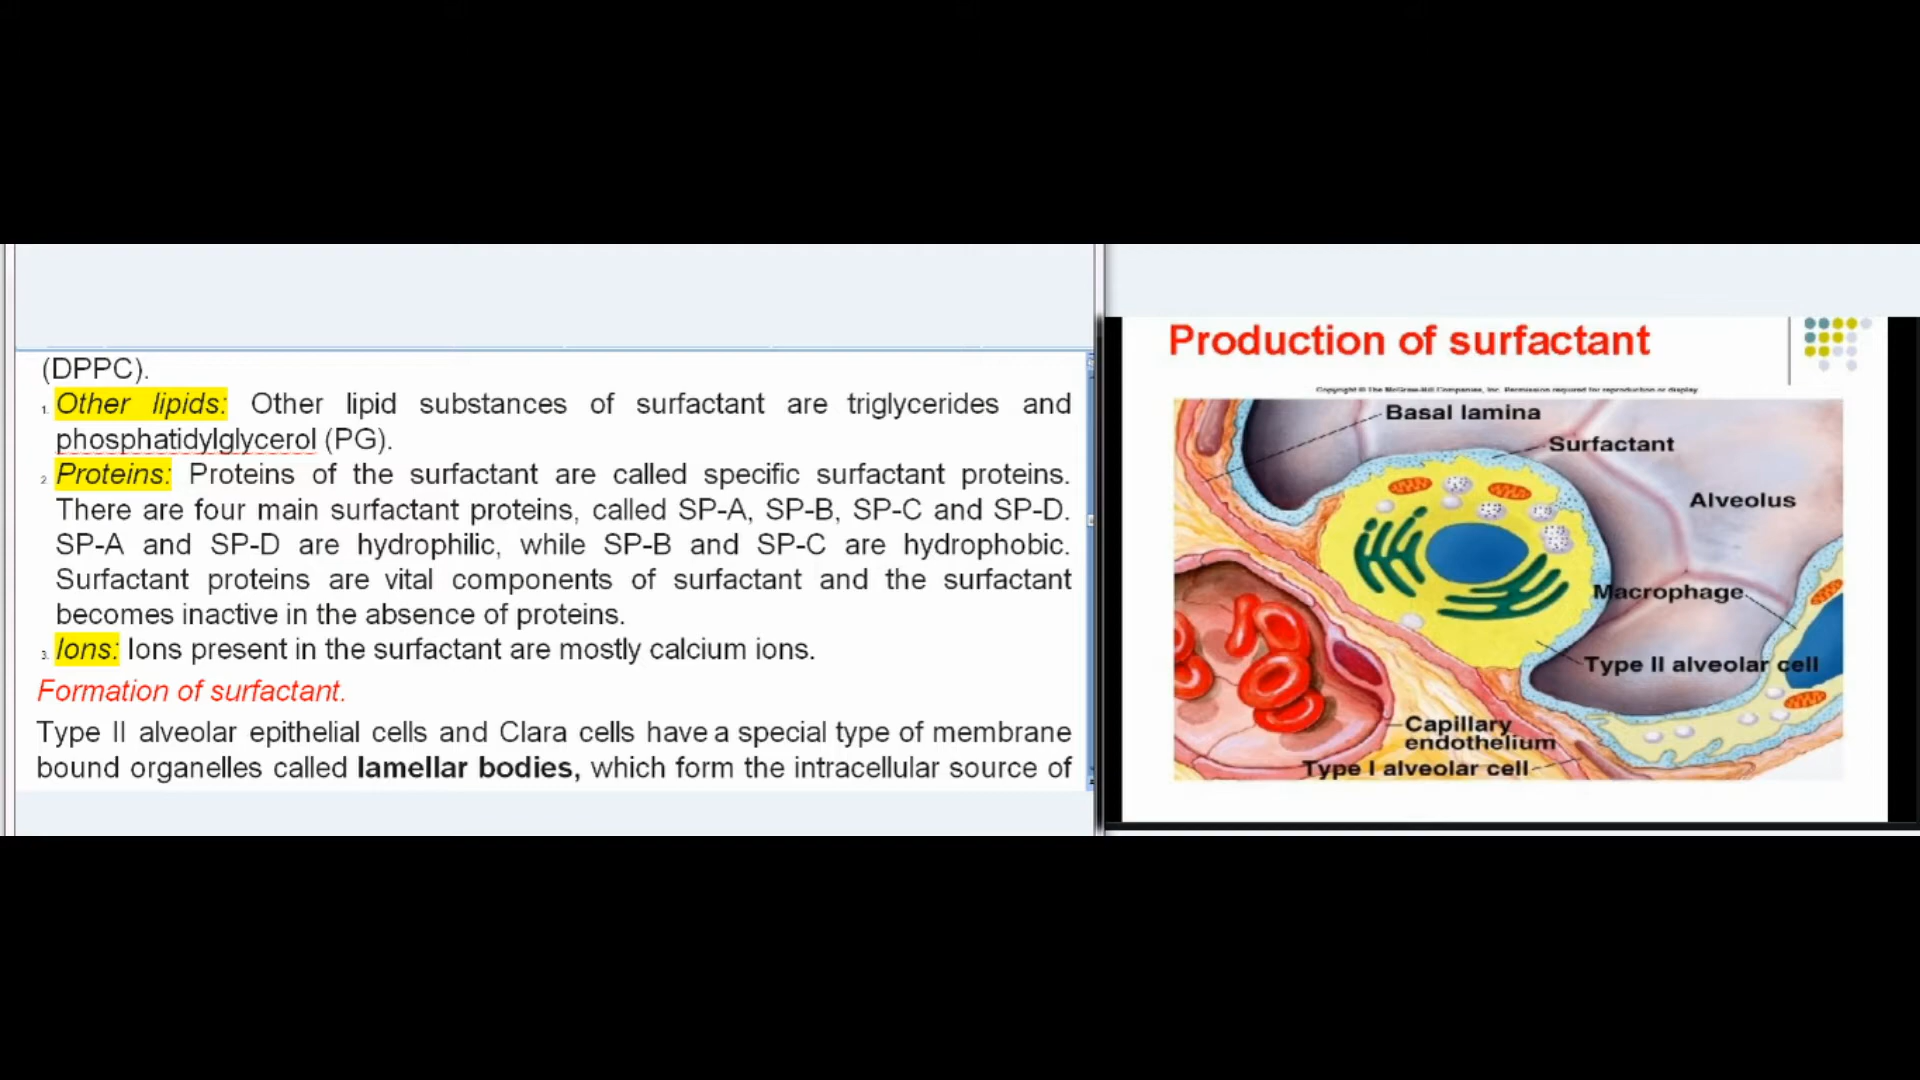 (DPPC).
1. Other lipids: Other lipid substances of surfactant are triglycerides and
phosphatidylglycerol (PG).
2. Proteins: Proteins of the surfactant are called specific surfactant proteins.
There are four main surfactant proteins, called SP-A, SP-B, SP-C and SP-D.
SP-A and SP-D are hydrophilic, while SP-B and SP-C are hydrophobic.
Surfactant proteins are vital components of surfactant and the surfactant
becomes inactive in the absence of proteins.
3. Ions: Ions present in the surfactant are mostly calcium ions.
Formation of surfactant.
Type II alveolar epithelial cells and Clara cells have a special type of membrane
bound organelles called lamellar bodies, which form the intracellular source of
Production of surfactant
Copyright © The McGraw-Hill Companies, Inc. Permission required for reproduction or display.
Basal lamina
Surfactant
Alveolus
Macrophage
Type II alveolar cell
Capillary
endothelium
Type I alveolar cell